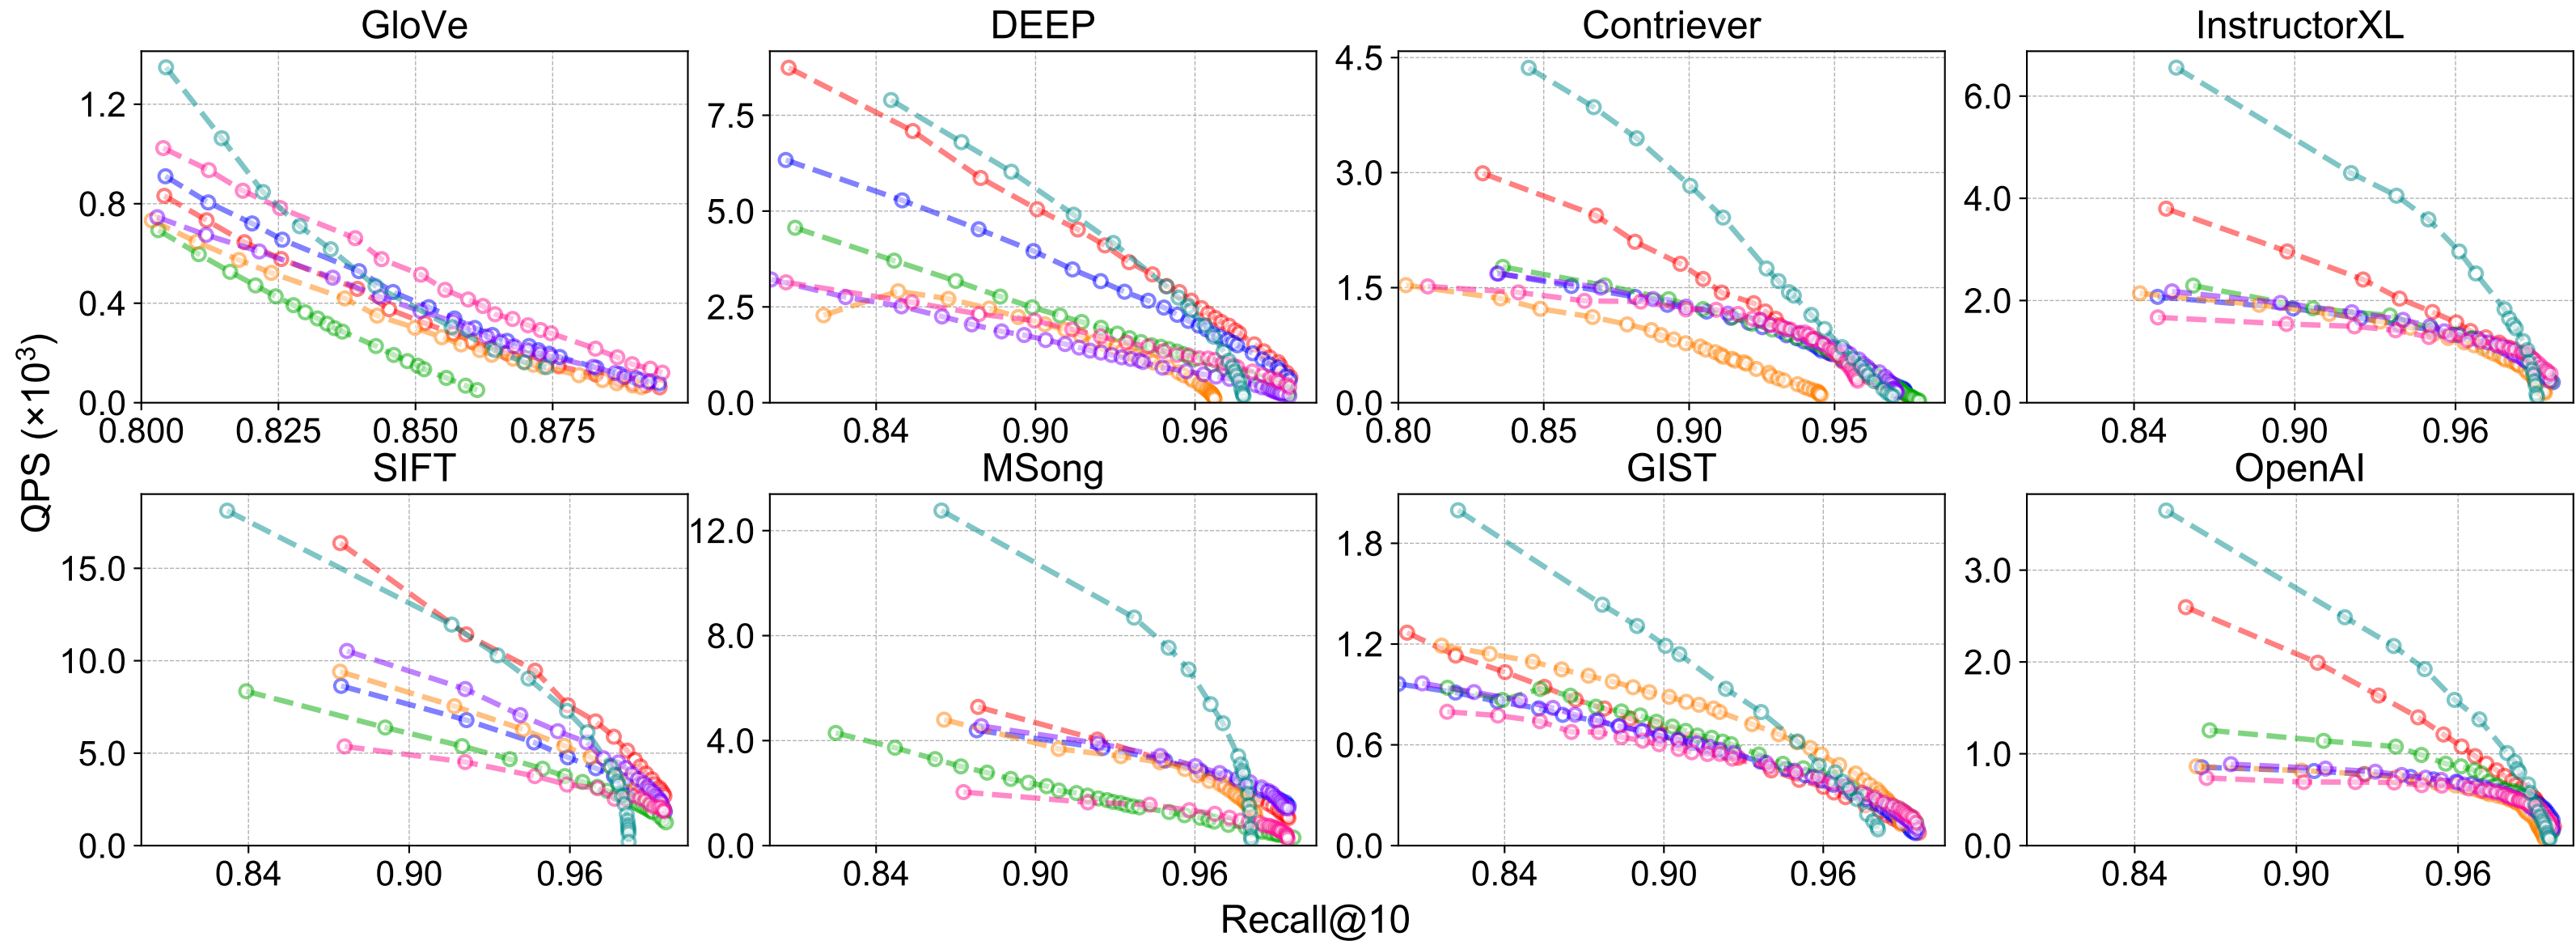 GloVe DEEP Contriever InstructorXL
1.2 0.8 0.4 0.0
0.800 0.825 0.850 0.875
7.5 5.0 2.5 0.0
0.84 0.90 0.96
4.5 3.0 1.5 0.0
0.80 0.85 0.90 0.95
6.0 4.0 2.0 0.0
0.84 0.90 0.96
QPS (×10³)
SIFT MSong GIST OpenAI
15.0 10.0 5.0 0.0
0.84 0.90 0.96
12.0 8.0 4.0 0.0
0.84 0.90 0.96
1.8 1.2 0.6 0.0
0.84 0.90 0.96
3.0 2.0 1.0 0.0
0.84 0.90 0.96
Recall@10